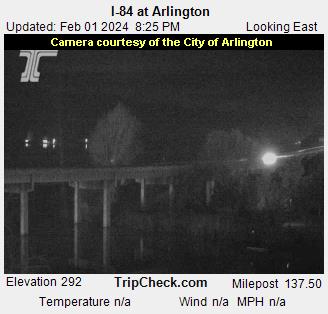 I-84 at Arlington
Updated: Feb 01 2024 8:25 PM Looking East
Camera courtesy of the City of Arlington
Elevation 292 TripCheck.com Milepost 137.50
Temperature n/a Wind n/a MPH n/a